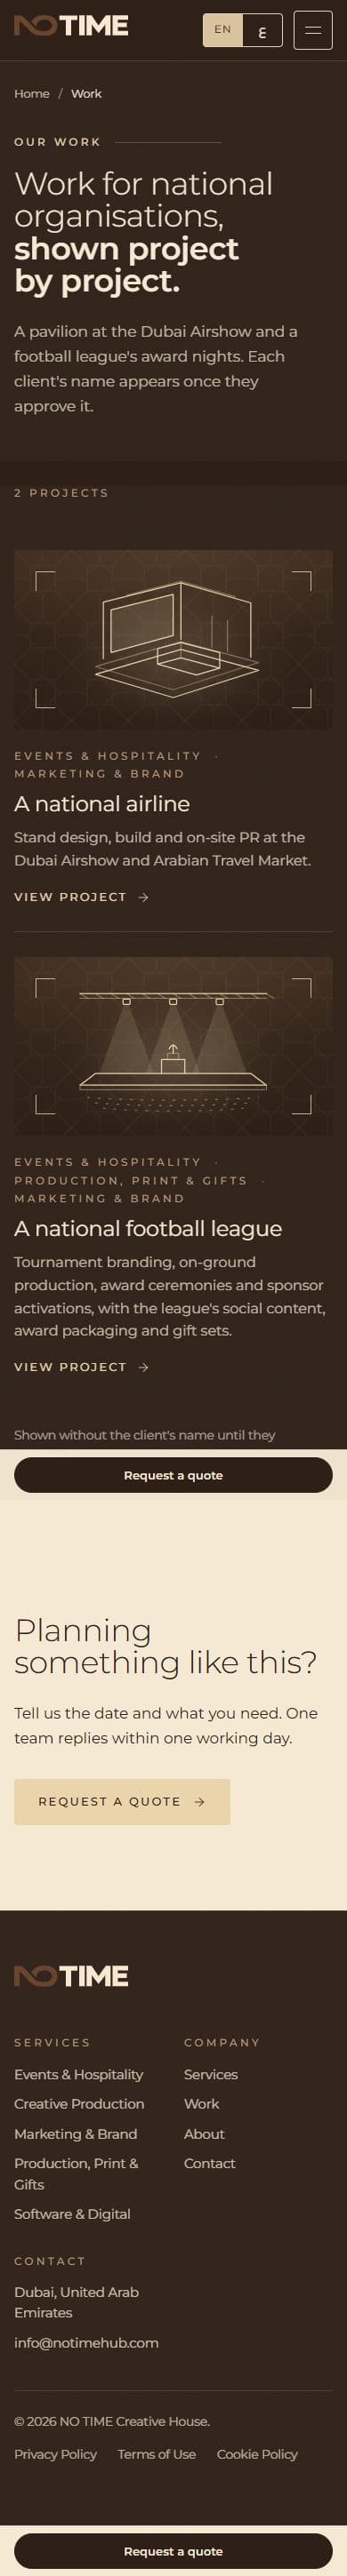 NOTIME
EN
ع
Home / Work
OUR WORK
Work for national
organisations,
shown project
by project.
A pavilion at the Dubai Airshow and a
football league's award nights. Each
client's name appears once they
approve it.
2 PROJECTS
EVENTS & HOSPITALITY ·
MARKETING & BRAND
A national airline
Stand design, build and on-site PR at the
Dubai Airshow and Arabian Travel Market.
VIEW PROJECT →
EVENTS & HOSPITALITY ·
PRODUCTION, PRINT & GIFTS ·
MARKETING & BRAND
A national football league
Tournament branding, on-ground
production, award ceremonies and sponsor
activations, with the league's social content,
award packaging and gift sets.
VIEW PROJECT →
Shown without the client's name until they
Request a quote
Planning
something like this?
Tell us the date and what you need. One
team replies within one working day.
REQUEST A QUOTE →
NOTIME
SERVICES
Events & Hospitality
Creative Production
Marketing & Brand
Production, Print &
Gifts
Software & Digital
COMPANY
Services
Work
About
Contact
CONTACT
Dubai, United Arab
Emirates
info@notimehub.com
© 2026 NO TIME Creative House.
Privacy Policy Terms of Use Cookie Policy
Request a quote